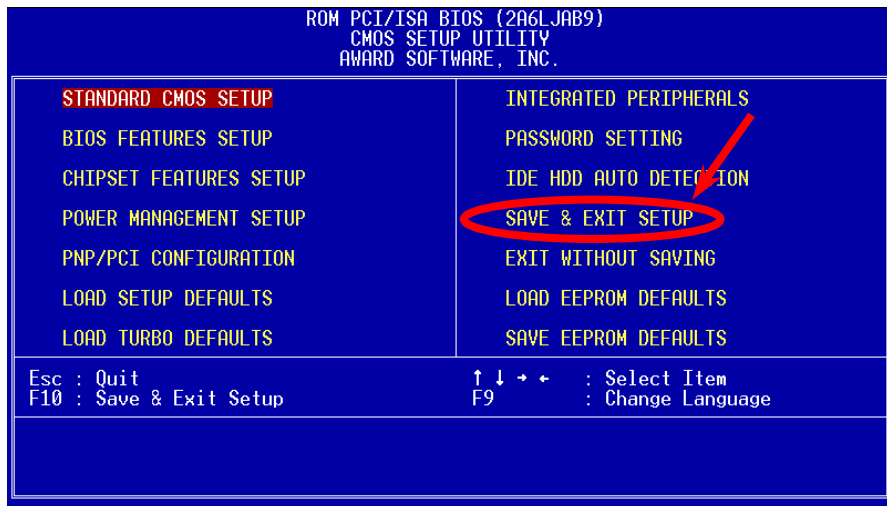 ROM PCI/ISA BIOS (2A6LJAB9)
CMOS SETUP UTILITY
AWARD SOFTWARE, INC.
STANDARD CMOS SETUP
BIOS FEATURES SETUP
CHIPSET FEATURES SETUP
POWER MANAGEMENT SETUP
PNP/PCI CONFIGURATION
LOAD SETUP DEFAULTS
LOAD TURBO DEFAULTS
INTEGRATED PERIPHERALS
PASSWORD SETTING
IDE HDD AUTO DETECTION
SAVE & EXIT SETUP
EXIT WITHOUT SAVING
LOAD EEPROM DEFAULTS
SAVE EEPROM DEFAULTS
Esc : Quit
F10 : Save & Exit Setup
↑ ↓ → ← : Select Item
F9 : Change Language